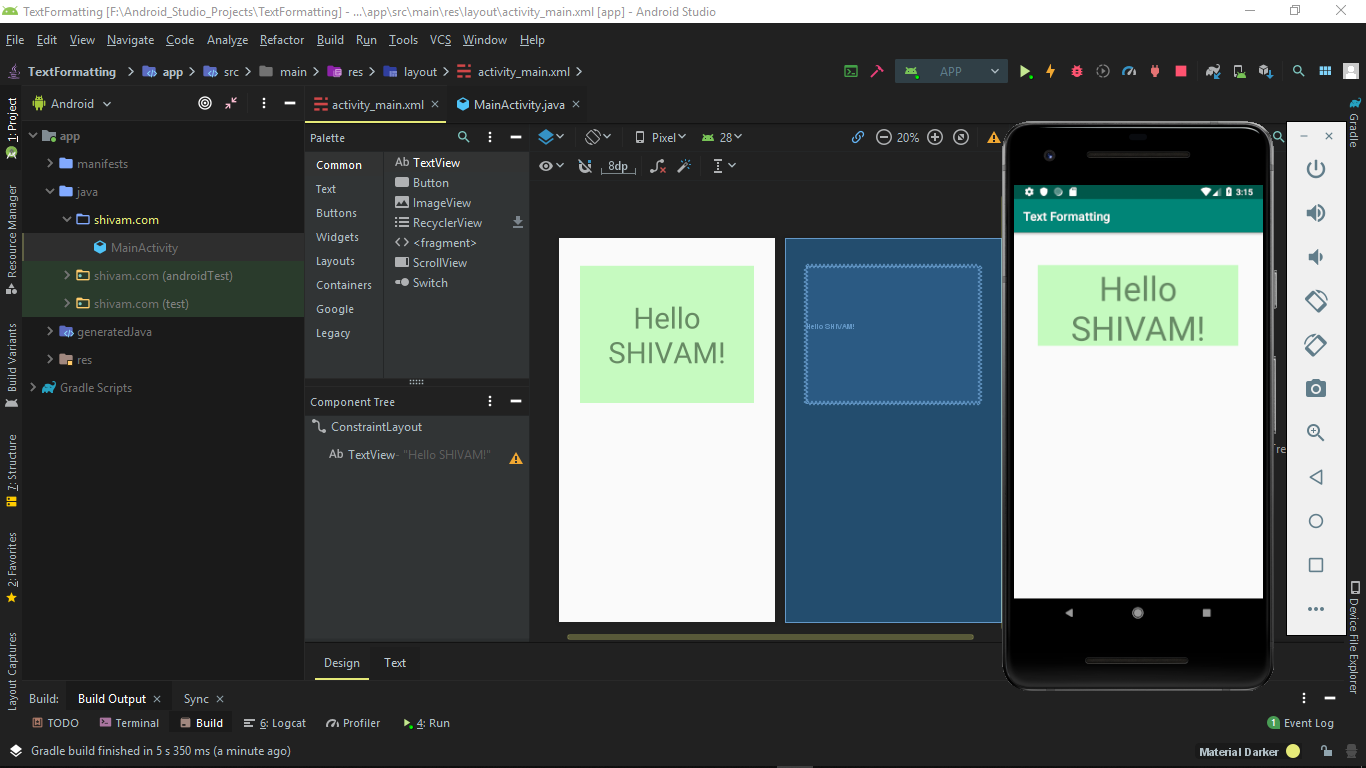 TextFormatting [F:\Android_Studio_Projects\TextFormatting] - ...\app\src\main\res\layout\activity_main.xml [app] - Android Studio
File Edit View Navigate Code Analyze Refactor Build Run Tools VCS Window Help
TextFormatting app src main res layout activity_main.xml
APP
1: Project
Resource Manager
Build Variants
7: Structure
2: Favorites
Layout Captures
Android
app
manifests
java
shivam.com
MainActivity
shivam.com (androidTest)
shivam.com (test)
generatedJava
res
Gradle Scripts
activity_main.xml
MainActivity.java
Palette
Common
Text
Buttons
Widgets
Layouts
Containers
Google
Legacy
Ab TextView
Button
ImageView
RecyclerView
<fragment>
ScrollView
Switch
Component Tree
ConstraintLayout
Ab TextView- "Hello SHIVAM!"
Pixel
28
20%
8dp
Hello
SHIVAM!
Hello SHIVAM!
3:15
Text Formatting
Hello
SHIVAM!
Gradle
Device File Explorer
Design Text
Build: Build Output Sync
TODO Terminal Build 6: Logcat Profiler 4: Run
1 Event Log
Gradle build finished in 5 s 350 ms (a minute ago)
Material Darker